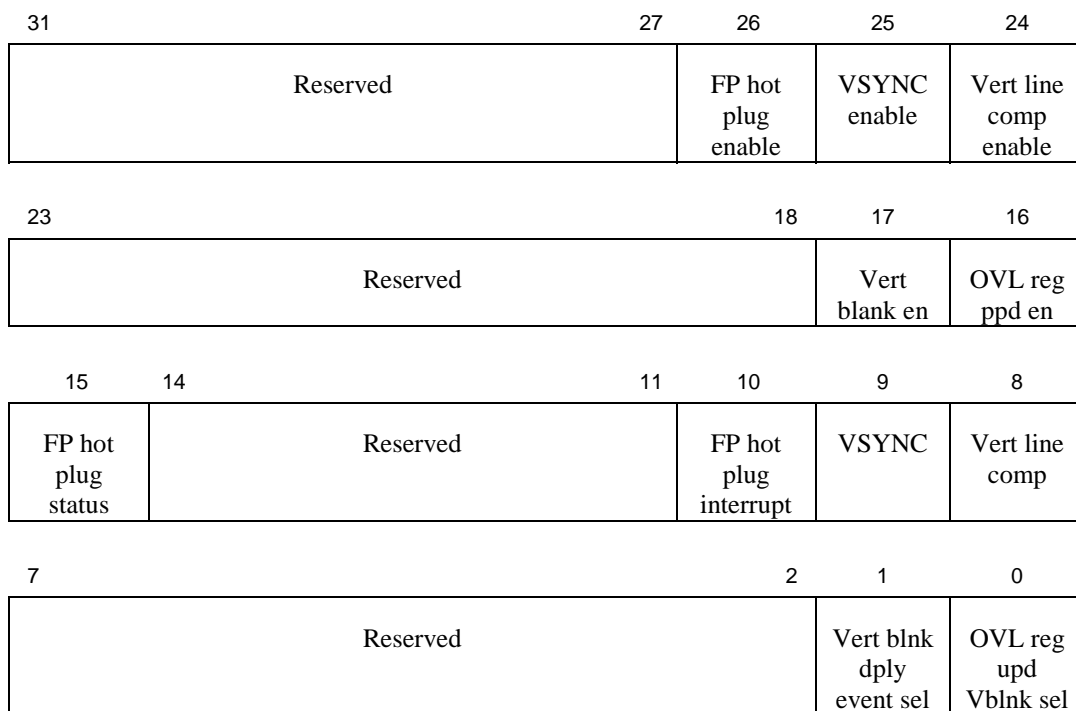 31 27 26 25 24
Reserved FP hot VSYNC Vert line
plug enable comp
enable enable
23 18 17 16
Reserved Vert OVL reg
blank en ppd en
15 14 11 10 9 8
FP hot Reserved FP hot VSYNC Vert line
plug plug comp
status interrupt
7 2 1 0
Reserved Vert blnk OVL reg
dply upd
event sel Vblnk sel